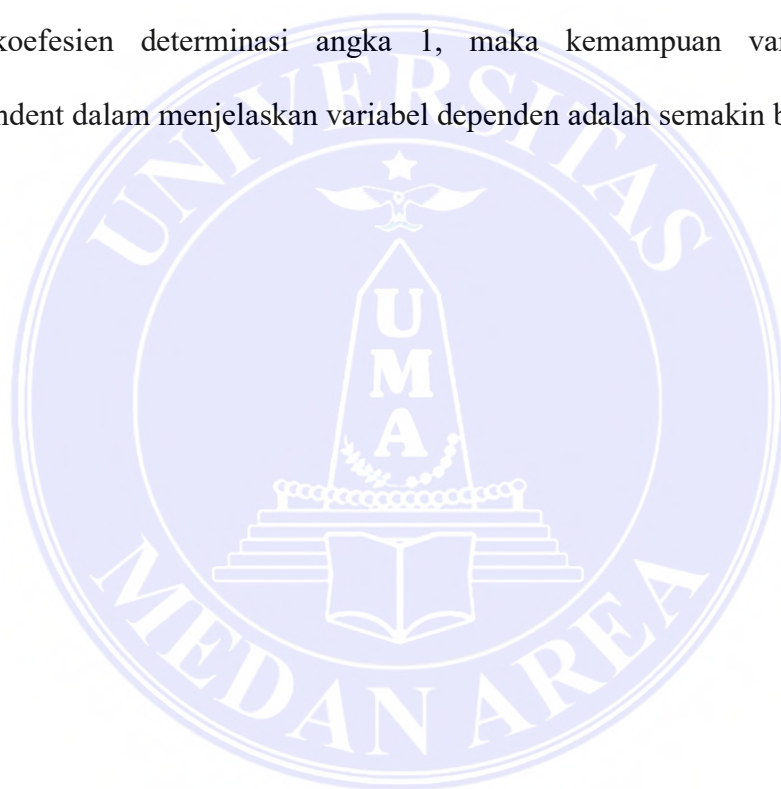 koefesien determinasi angka 1, maka kemampuan
dalam menjelaskan variabel dependen adalah semakin
UNIVERSITAS
UMA
MEDAN AREA